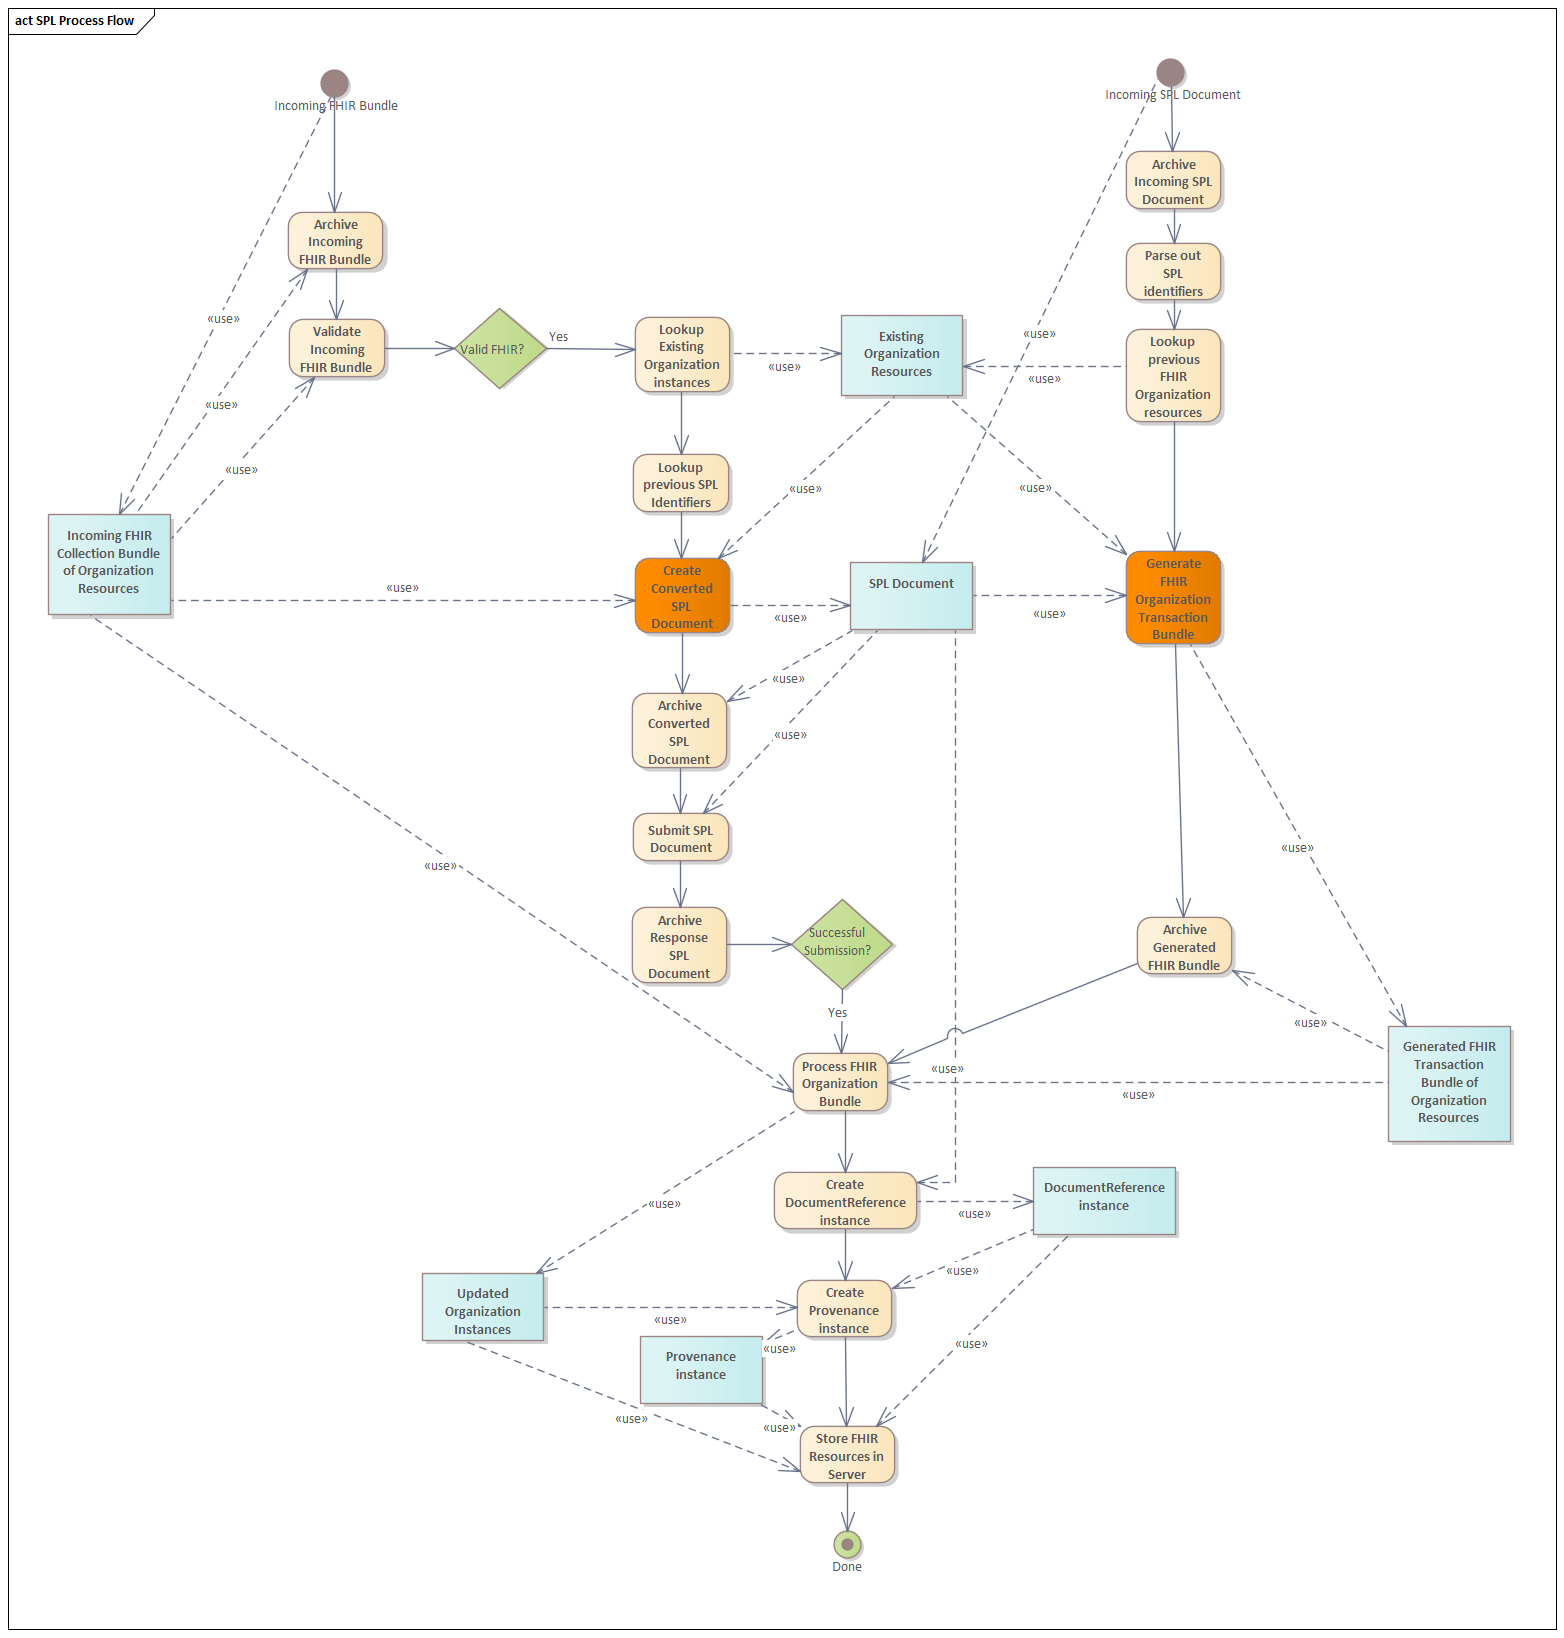 act SPL Process Flow
Incoming FHIR Bundle
Incoming SPL Document
Archive
Incoming SPL
Document
Archive
Incoming
FHIR Bundle
Parse out
SPL
identifiers
«use»
«use»
Validate
Incoming
FHIR Bundle
Valid FHIR?
Yes
Lookup
Existing
Organization
instances
«use»
Existing
Organization
Resources
«use»
Lookup
previous
FHIR
Organization
resources
«use»
«use»
Lookup
previous SPL
Identifiers
«use»
«use»
Incoming FHIR
Collection Bundle
of Organization
Resources
«use»
Create
Converted
SPL
Document
«use»
SPL Document
«use»
Generate
FHIR
Organization
Transaction
Bundle
«use»
Archive
Converted
SPL
Document
«use»
Submit SPL
Document
«use»
«use»
Archive
Response
SPL
Document
Successful
Submission?
Yes
Archive
Generated
FHIR Bundle
«use»
Generated FHIR
Transaction
Bundle of
Organization
Resources
Process FHIR
Organization
Bundle
«use»
«use»
Create
DocumentReference
instance
«use»
«use»
DocumentReference
instance
«use»
Updated
Organization
Instances
«use»
Create
Provenance
instance
«use»
Provenance
instance
«use»
«use»
«use»
Store FHIR
Resources in
Server
Done